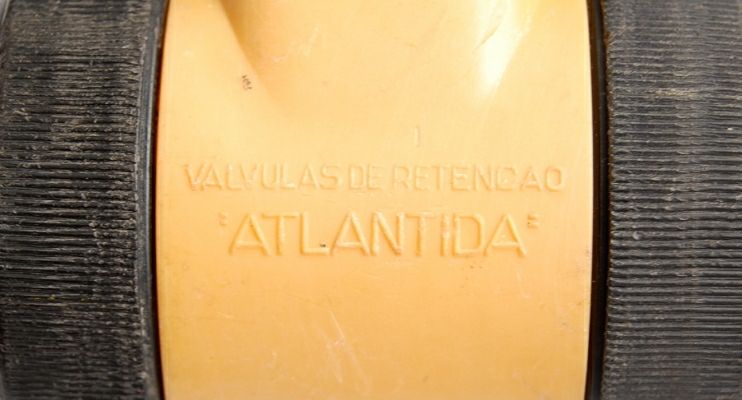 VALVULAS DE RETENCAO
"ATLANTIDA"